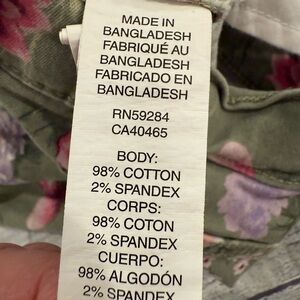 MADE IN
BANGLADESH
FABRIQUÉ AU
BANGLADESH
FABRICADO EN
BANGLADESH
RN59284
CA40465
BODY:
98% COTTON
2% SPANDEX
CORPS:
98% COTON
2% SPANDEX
CUERPO:
98% ALGODÓN
2% SPANDEX